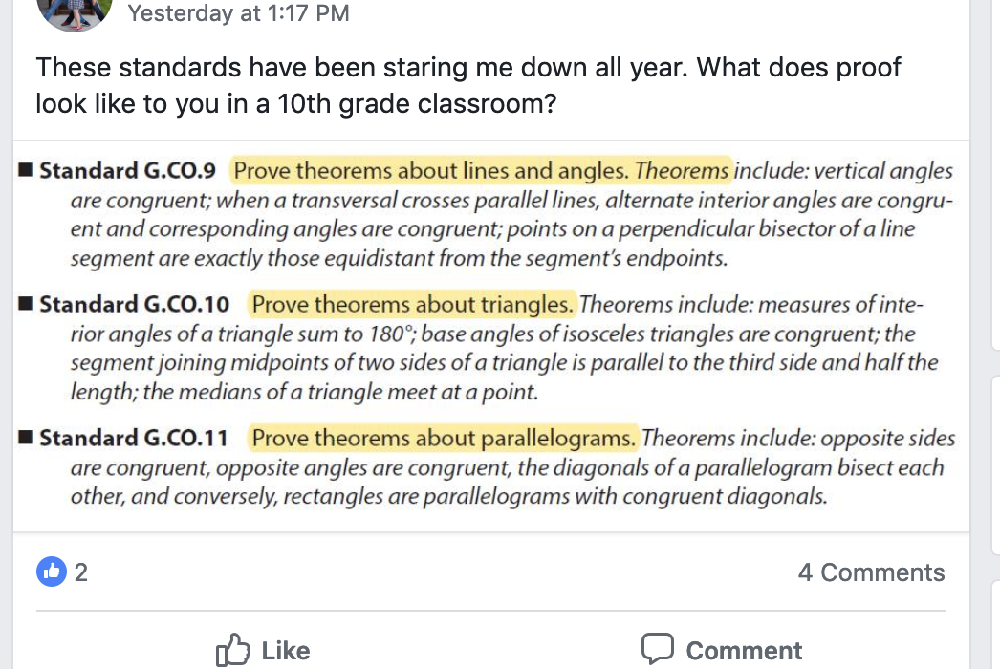 Yesterday at 1:17 PM
These standards have been staring me down all year. What does proof
look like to you in a 10th grade classroom?
■ Standard G.CO.9 Prove theorems about lines and angles. Theorems include: vertical angles
are congruent; when a transversal crosses parallel lines, alternate interior angles are congru-
ent and corresponding angles are congruent; points on a perpendicular bisector of a line
segment are exactly those equidistant from the segment’s endpoints.
■ Standard G.CO.10 Prove theorems about triangles. Theorems include: measures of inte-
rior angles of a triangle sum to 180°; base angles of isosceles triangles are congruent; the
segment joining midpoints of two sides of a triangle is parallel to the third side and half the
length; the medians of a triangle meet at a point.
■ Standard G.CO.11 Prove theorems about parallelograms. Theorems include: opposite sides
are congruent, opposite angles are congruent, the diagonals of a parallelogram bisect each
other, and conversely, rectangles are parallelograms with congruent diagonals.
2
4 Comments
Like
Comment